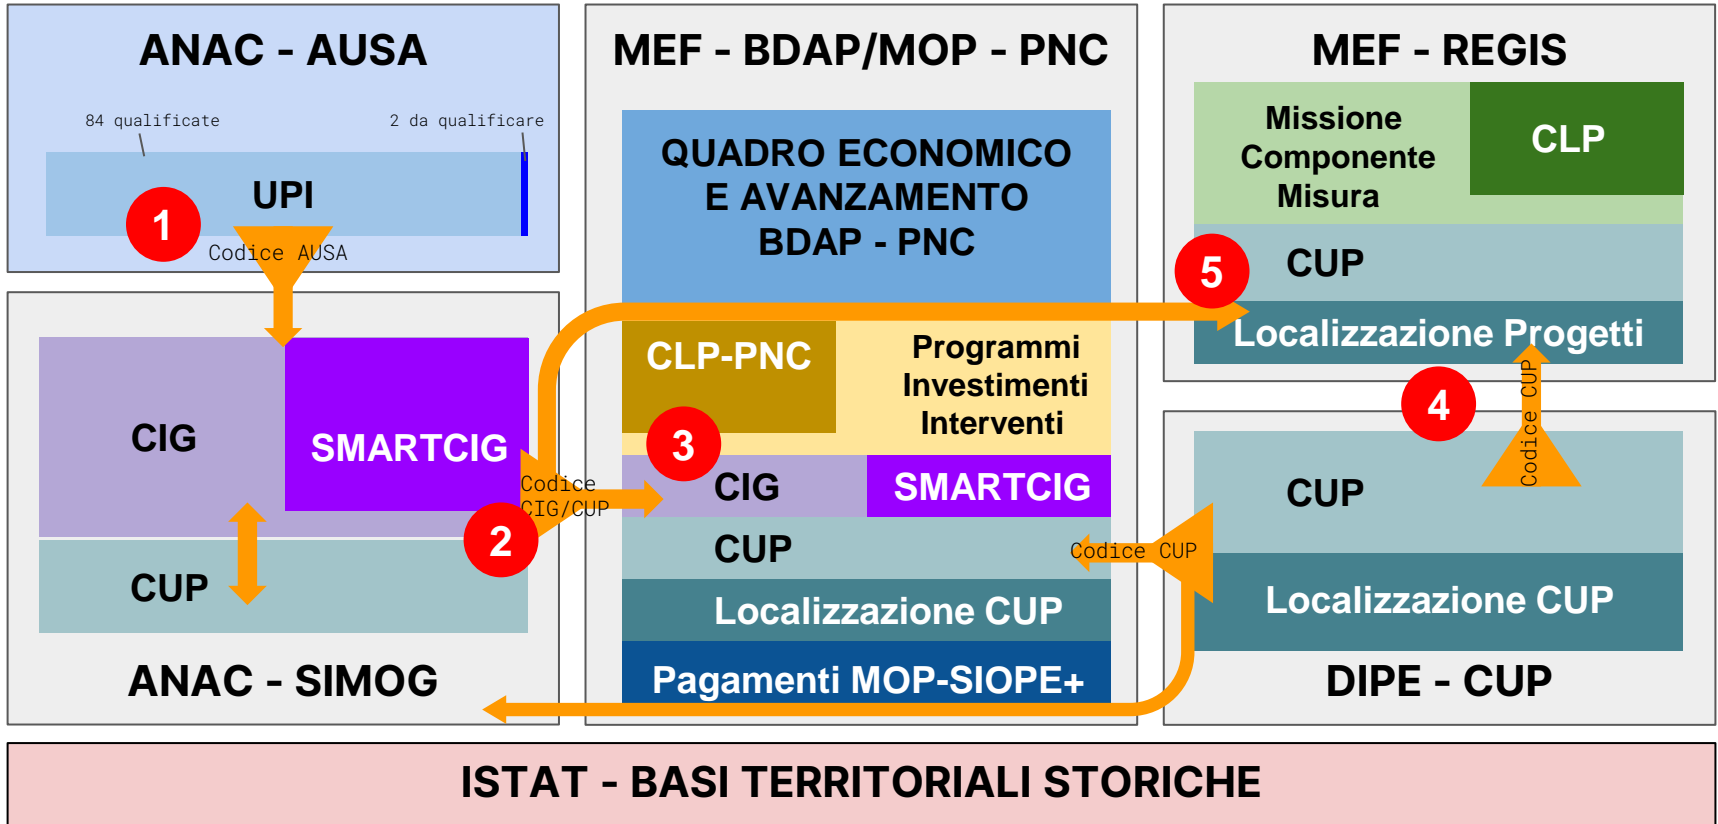 ANAC - AUSA
84 qualificate
2 da qualificare
UPI
1
Codice AUSA
CIG
SMARTCIG
2
CUP
ANAC - SIMOG
Codice
CIG/CUP
MEF - BDAP/MOP - PNC
QUADRO ECONOMICO
E AVANZAMENTO
BDAP - PNC
CLP-PNC
Programmi
Investimenti
Interventi
3
CIG
SMARTCIG
CUP
Codice CUP
Localizzazione CUP
Pagamenti MOP-SIOPE+
MEF - REGIS
Missione
Componente
Misura
CLP
5
CUP
Localizzazione Progetti
4
Codice CUP
CUP
Localizzazione CUP
DIPE - CUP
ISTAT - BASI TERRITORIALI STORICHE